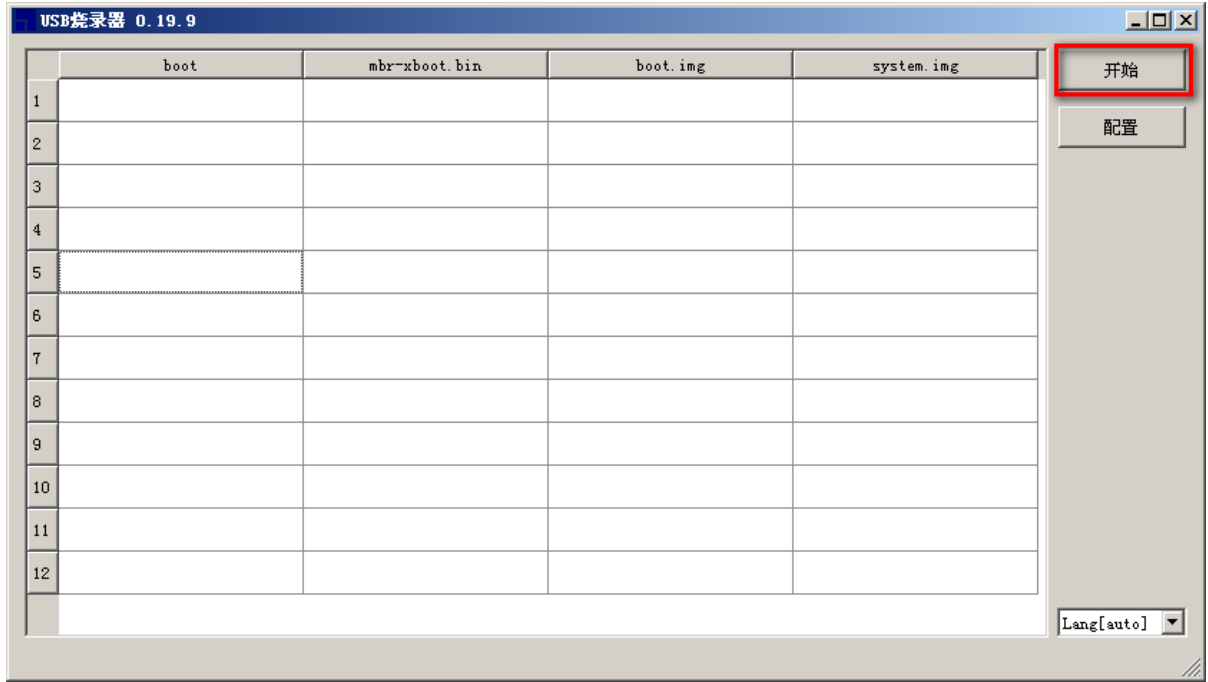 USB烧录器 0.19.9
boot mbr-xboot.bin boot.img system.img
开始
配置
1
2
3
4
5
6
7
8
9
10
11
12
Lang[auto]